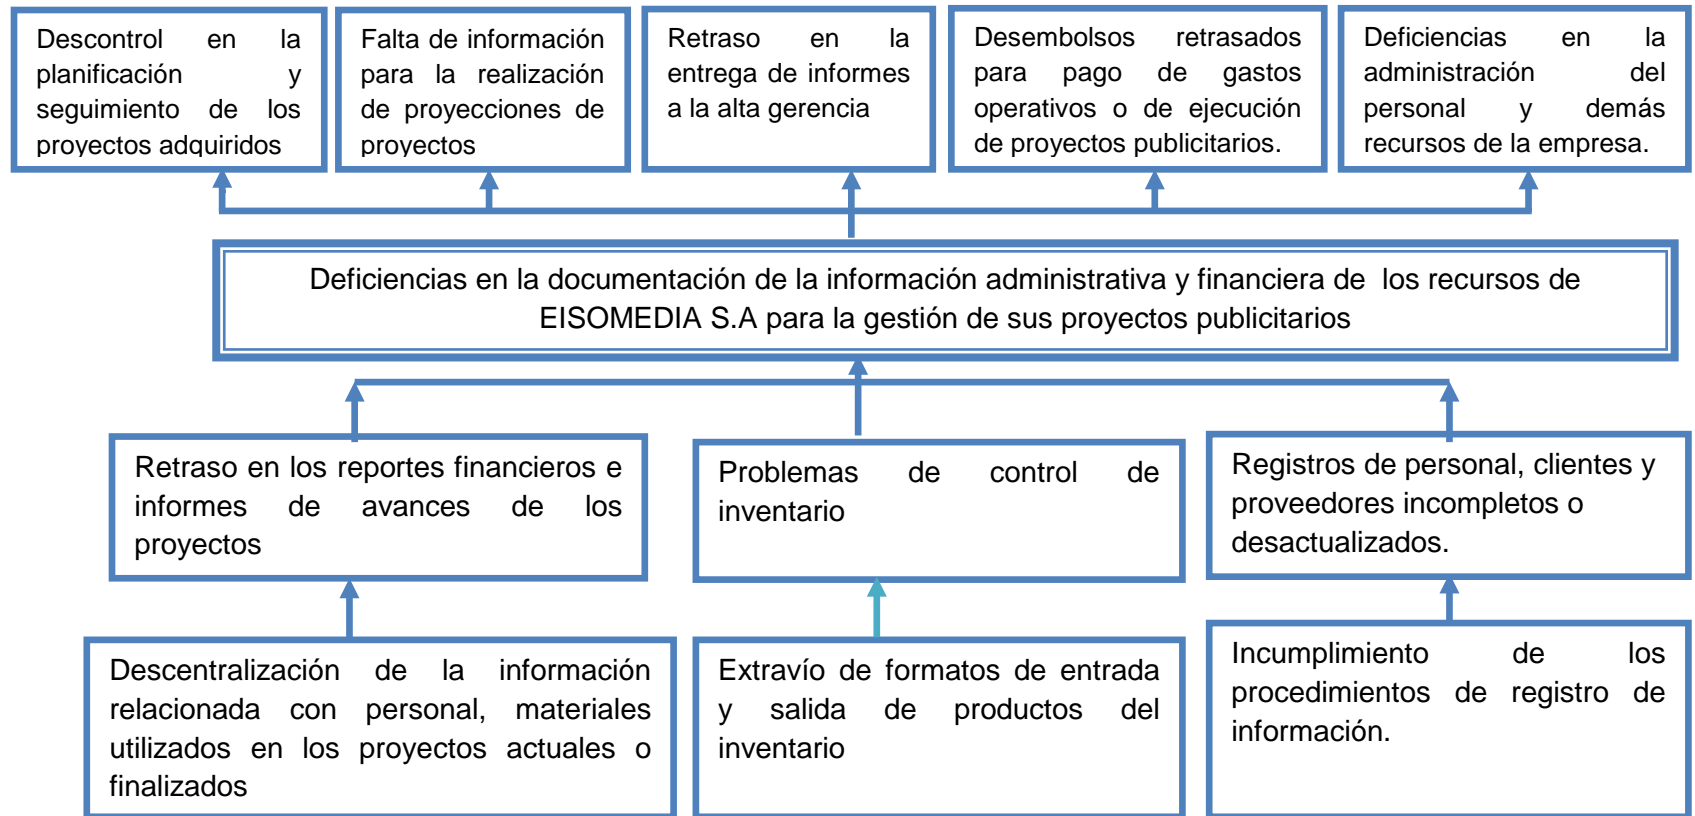 Descontrol en la
planificación y
seguimiento de los
proyectos adquiridos
Falta de información
para la realización
de proyecciones de
proyectos
Retraso en la
entrega de informes
a la alta gerencia
Desembolsos retrasados
para pago de gastos
operativos o de ejecución
de proyectos publicitarios.
Deficiencias en la
administración del
personal y demás
recursos de la empresa.
Deficiencias en la documentación de la información administrativa y financiera de los recursos de
EISOMEDIA S.A para la gestión de sus proyectos publicitarios
Retraso en los reportes financieros e
informes de avances de los
proyectos
Problemas de control de
inventario
Registros de personal, clientes y
proveedores incompletos o
desactualizados.
Descentralización de la información
relacionada con personal, materiales
utilizados en los proyectos actuales o
finalizados
Extravío de formatos de entrada
y salida de productos del
inventario
Incumplimiento de los
procedimientos de registro de
información.